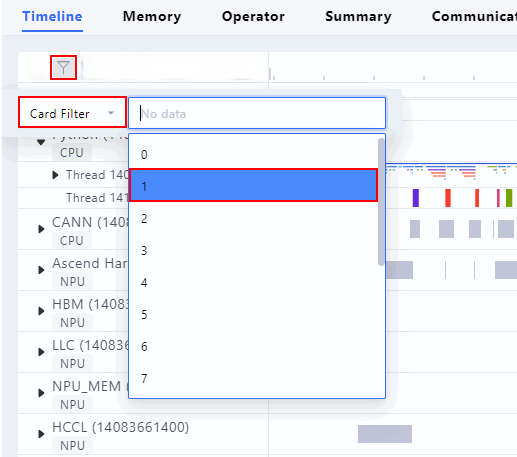 Timeline Memory Operator Summary Communicat
Card Filter No data
CPU
0
Thread 140
1
Thread 141
CANN (14083
2
CPU
3
Ascend Har
NPU
4
HBM (14083
5
NPU
LLC (140836
6
NPU
NPU_MEM (
7
NPU
HCCL (14083661400)
NPU